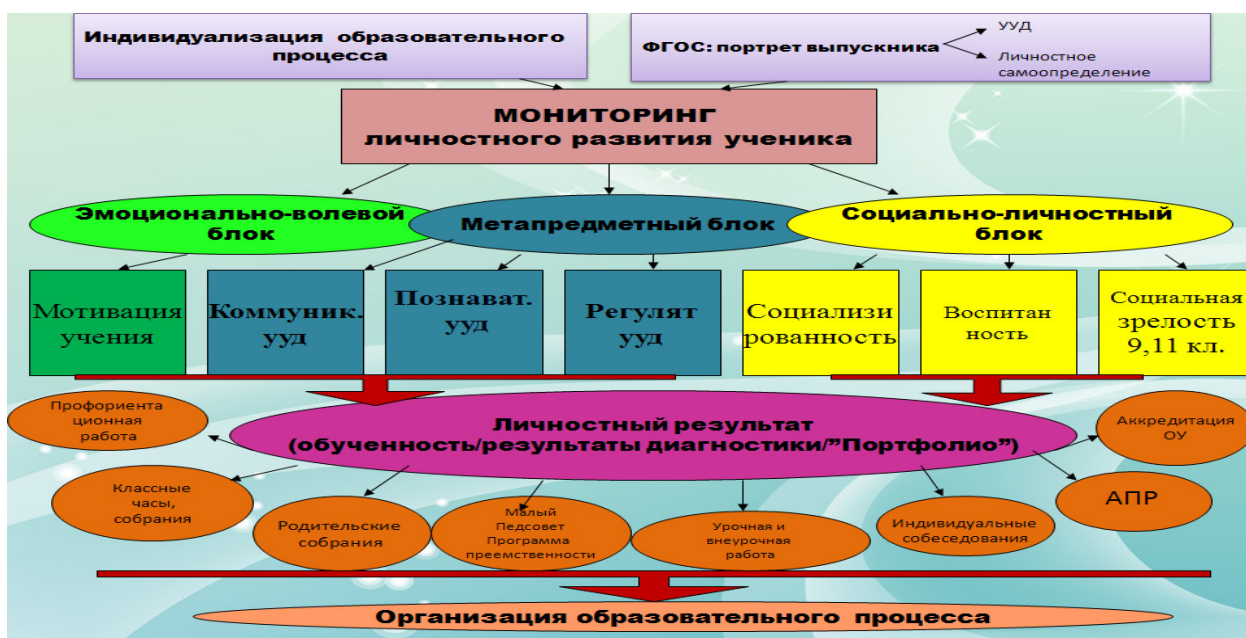 Индивидуализация образовательного
процесса
ФГОС: портрет выпускника
УУД
Личностное
самоопределение
МОНИТОРИНГ
личностного развития ученика
Эмоционально-волевой
блок
Метапредметный блок
Социально-личностный
блок
Мотивация
учения
Коммуник.
ууд
Познават.
ууд
Регулят
ууд
Социализи
рованность
Воспитан
ность
Социальная
зрелость
9,11 кл.
Личностный результат
(обученность/результаты диагностики/”Портфолио”)
Профориента
ционная
работа
Классные
часы,
собрания
Родительские
собрания
Малый
Педсовет
Программа
преемственности
Урочная и
внеурочная
работа
Индивидуальные
собеседования
АПР
Аккредитация
ОУ
Организация образовательного процесса